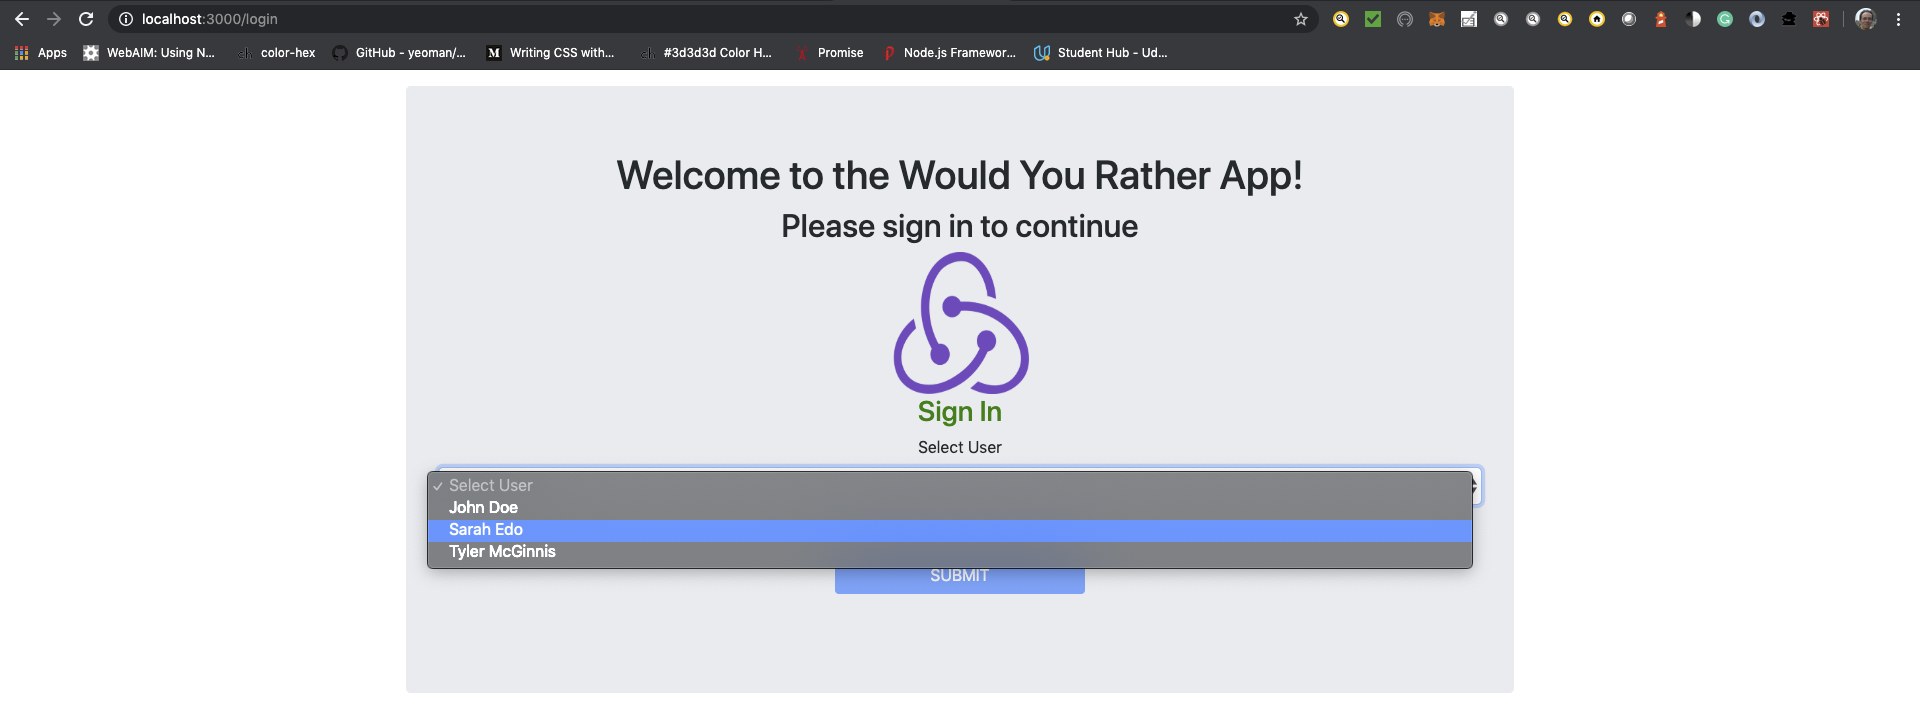 localhost:3000/login
Apps WebAIM: Using N... color-hex GitHub - yeoman/... Writing CSS with... #3d3d3d Color H... Promise Node.js Framewor... Student Hub - Ud...
Welcome to the Would You Rather App!
Please sign in to continue
Sign In
Select User
✓ Select User
John Doe
Sarah Edo
Tyler McGinnis
SUBMIT